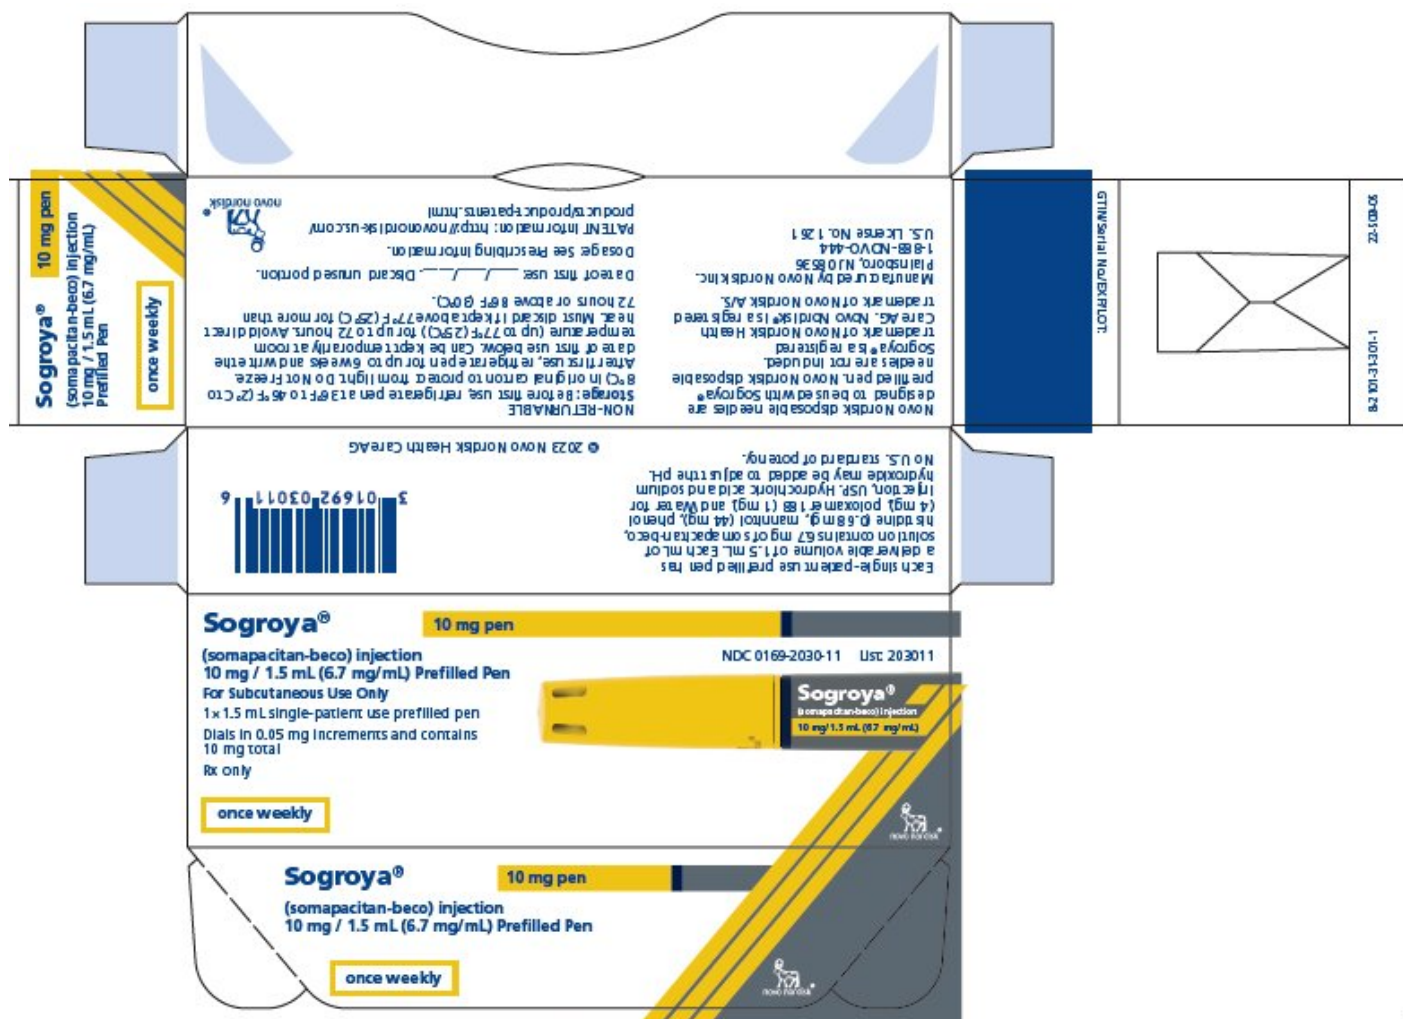 Sogroya®
10 mg pen
(somapacitan-beco) injection
10 mg / 1.5 mL (6.7 mg/mL)
Prefilled Pen
once weekly
NON-RETURNABLE
Storage: Before first use, refrigerate pen at 36°F to 46°F (2°C to
8°C) in original carton to protect from light. Do Not Freeze.
After first use, refrigerate pen for up to 6 weeks and write the
date of first use below. Can be kept temporarily at room
temperature (up to 77°F (25°C)) for up to 72 hours. Avoid direct
heat. Must discard if kept above 77°F (25°C) for more than
72 hours or above 86°F (30°C).
Date of first use: ___/___/___. Discard unused portion.
Dosage: See Prescribing Information.
PATENT Information: http://novonordisk-us.com/
products/product-patents.html
novo nordisk®
Novo Nordisk disposable needles are
designed to be used with Sogroya®
prefilled pen. Novo Nordisk disposable
needles are not included.
Sogroya® is a registered
trademark of Novo Nordisk Health
Care AG. Novo Nordisk® is a registered
trademark of Novo Nordisk A/S.
Manufactured by Novo Nordisk Inc.
Plainsboro, NJ 08536
1-888-NOVO-444
U.S. License No. 1261
GTIN/Serial No/EXP/LOT:
8-2101-31-301-1
Each single-patient use prefilled pen has
a deliverable volume of 1.5 mL. Each mL of
solution contains 6.7 mg of somapacitan-beco,
histidine (0.68 mg), mannitol (44 mg), phenol
(4 mg), poloxamer 188 (1 mg) and Water for
Injection, USP. Hydrochloric acid and sodium
hydroxide may be added to adjust the pH.
No U.S. standard of potency.
3 0169203011 6
© 2023 Novo Nordisk Health Care AG
Sogroya®
10 mg pen
(somapacitan-beco) injection
10 mg / 1.5 mL (6.7 mg/mL) Prefilled Pen
NDC 0169-2030-11 List: 203011
For Subcutaneous Use Only
1 x 1.5 mL single-patient use prefilled pen
Dials in 0.05 mg increments and contains
10 mg total
Rx only
once weekly
Sogroya®
(somapacitan-beco) injection
10 mg/1.5 mL (6.7 mg/mL)
novo nordisk®
Sogroya®
10 mg pen
(somapacitan-beco) injection
10 mg / 1.5 mL (6.7 mg/mL) Prefilled Pen
once weekly
novo nordisk®